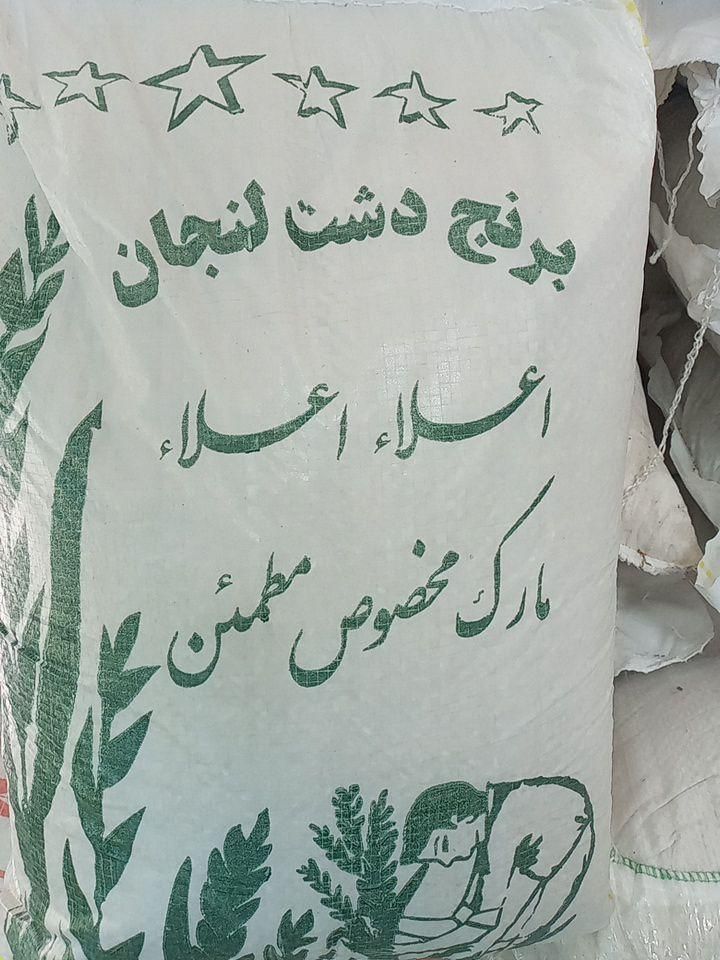 برنج دشت لنجان
اعلاء اعلاء
مارک مخصوص مطمئن